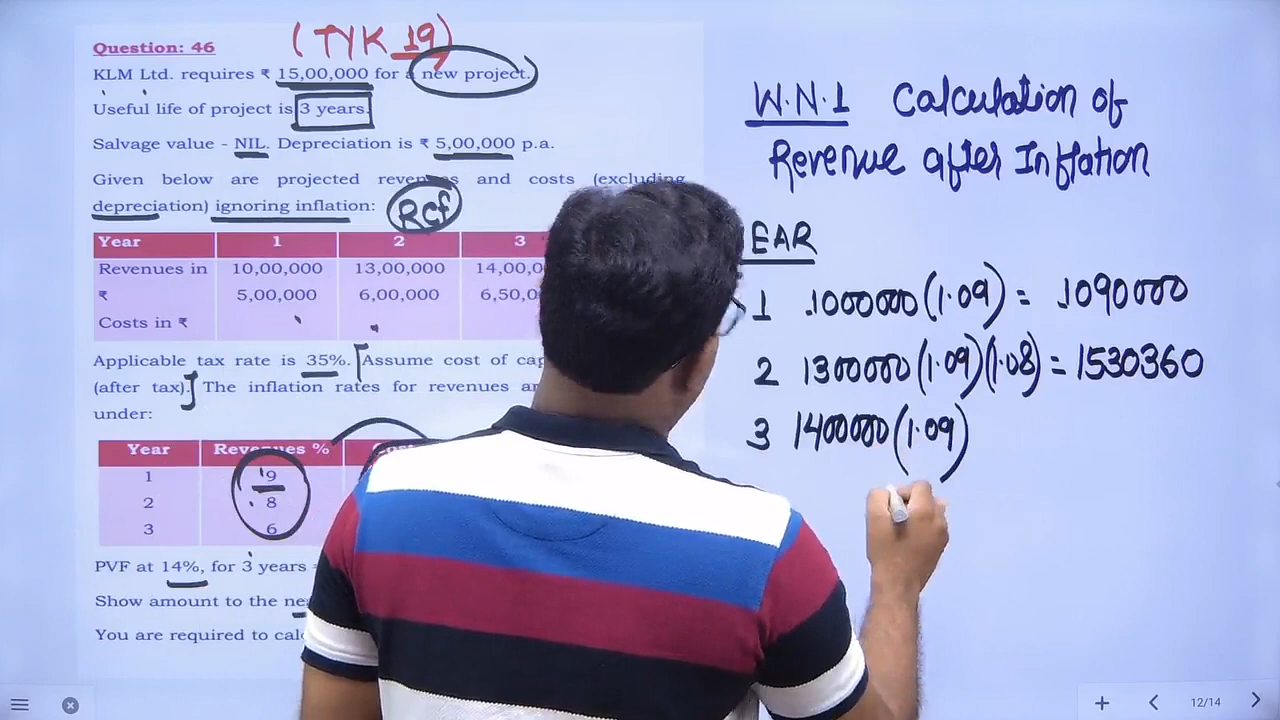 Question: 46
(TYK 19)
KLM Ltd. requires ₹ 15,00,000 for a new project.
Useful life of project is 3 years.
Salvage value - NIL. Depreciation is ₹ 5,00,000 p.a.
Given below are projected revenues and costs (excluding
depreciation) ignoring inflation:
RCf
Year 1 2 3
Revenues in 10,00,000 13,00,000 14,00,0
₹ 5,00,000 6,00,000 6,50,0
Costs in ₹
Applicable tax rate is 35%. Assume cost of cap
(after tax). The inflation rates for revenues an
under:
Year Revenues %
1 9
2 8
3 6
PVF at 14%, for 3 years =
Show amount to the ne
You are required to calc
W.N.1 Calculation of
Revenue after Inflation
EAR
1 1000000(1.09) = 1090000
2 1300000(1.09)(1.08) = 1530360
3 1400000(1.09)
12/14